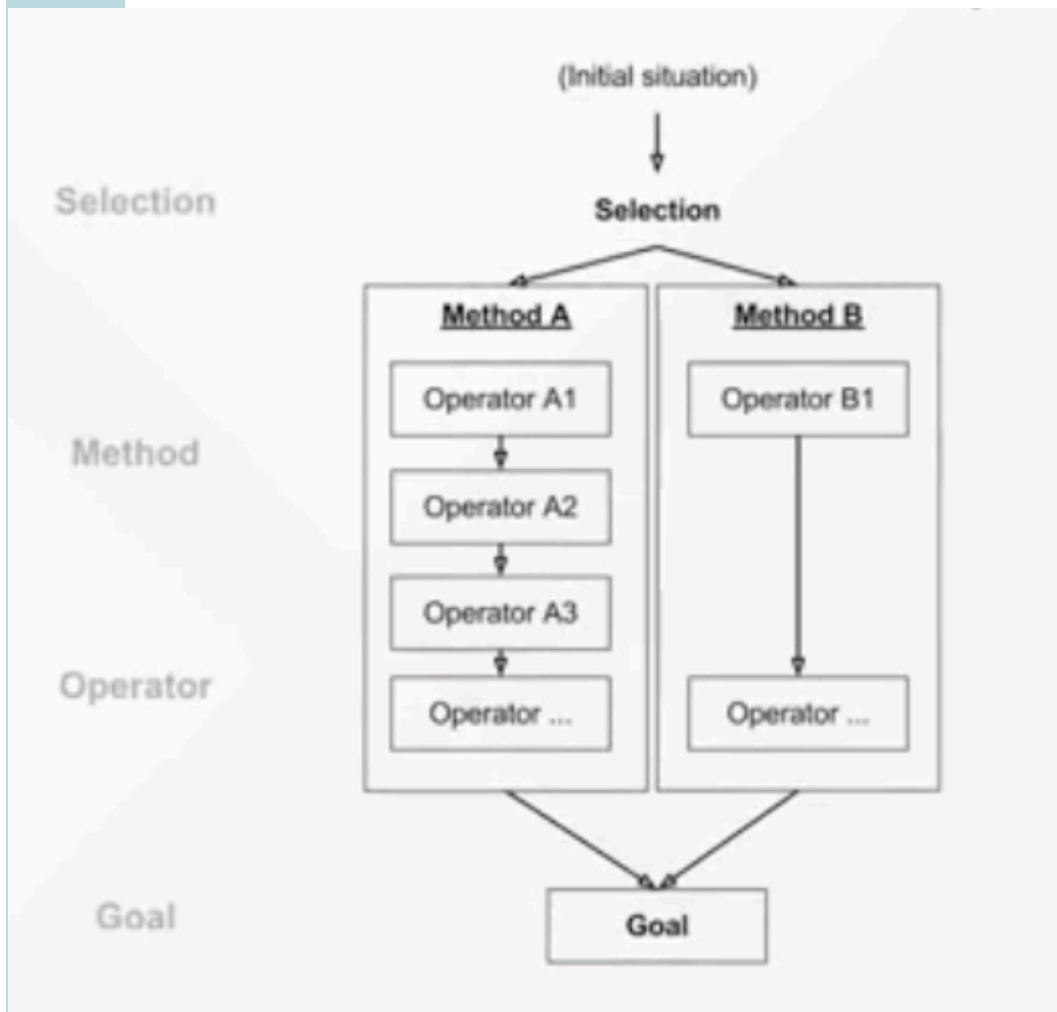 (Initial situation)
Selection
Selection
Method A
Method B
Operator A1
Operator B1
Method
Operator A2
Operator A3
Operator
Operator ...
Operator ...
Goal
Goal